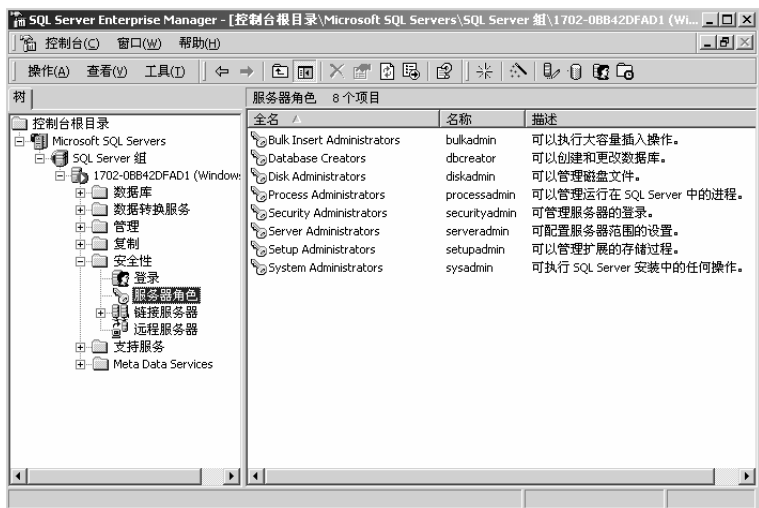 SQL Server Enterprise Manager - [控制台根目录\Microsoft SQL Servers\SQL Server 组\1702-0BB42DFAD1 (Wi...
控制台(C) 窗口(W) 帮助(H)
操作(A) 查看(V) 工具(T)
树
服务器角色 8 个项目
控制台根目录
Microsoft SQL Servers
SQL Server 组
1702-0BB42DFAD1 (Window:
数据库
数据转换服务
管理
复制
安全性
登录
服务器角色
链接服务器
远程服务器
支持服务
Meta Data Services
全名 名称 描述
Bulk Insert Administrators bulkadmin 可以执行大容量插入操作。
Database Creators dbcreator 可以创建和更改数据库。
Disk Administrators diskadmin 可以管理磁盘文件。
Process Administrators processadmin 可以管理运行在 SQL Server 中的进程。
Security Administrators securityadmin 可管理服务器的登录。
Server Administrators serveradmin 可配置服务器范围的设置。
Setup Administrators setupadmin 可以管理扩展的存储过程。
System Administrators sysadmin 可执行 SQL Server 安装中的任何操作。